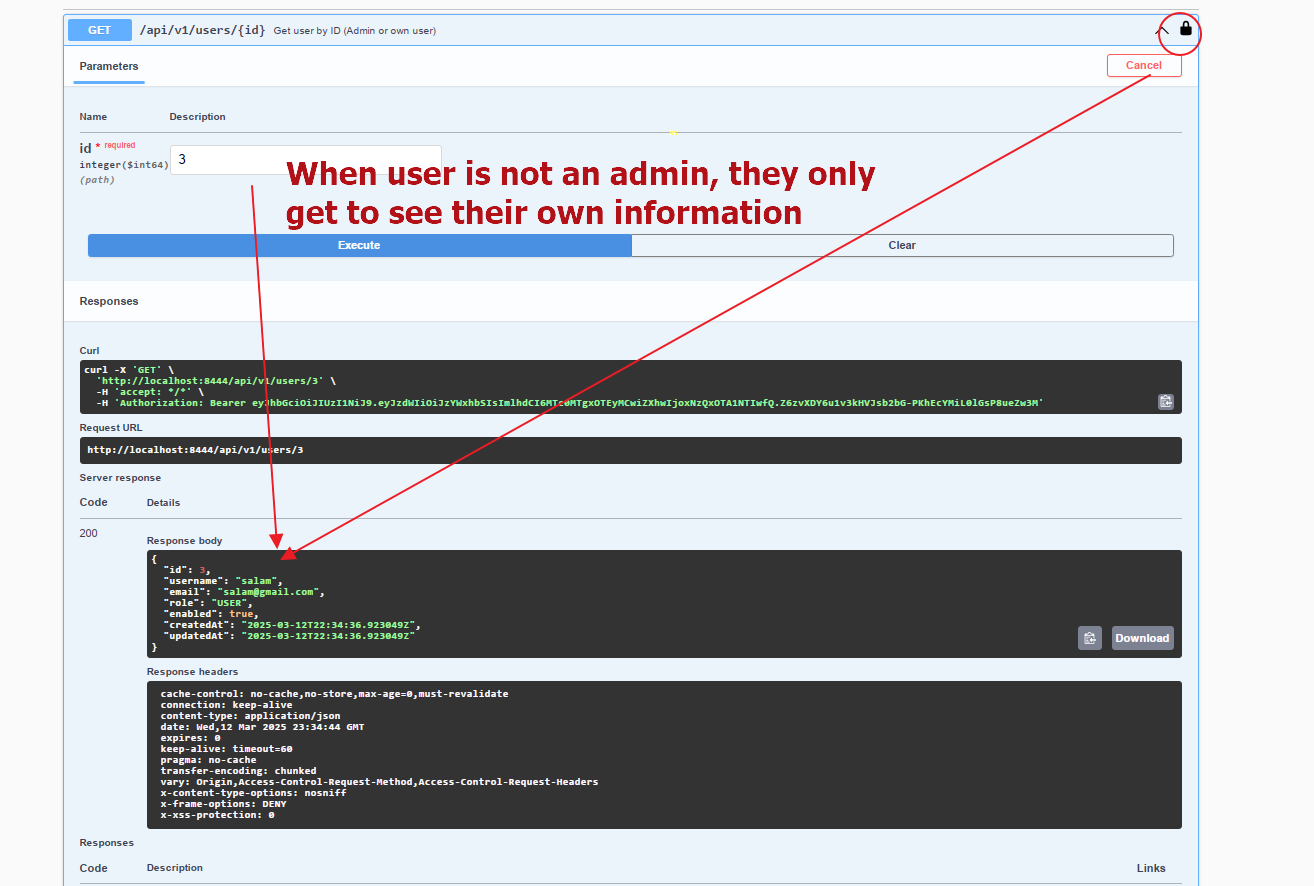 GET /api/v1/users/{id} Get user by ID (Admin or own user)
Parameters
Cancel
Name Description
id * required
integer($int64)
(path)
3
When user is not an admin, they only
get to see their own information
Execute Clear
Responses
Curl
curl -X 'GET' \
'http://localhost:8444/api/v1/users/3' \
-H 'accept: */*' \
-H 'Authorization: Bearer
Request URL
http://localhost:8444/api/v1/users/3
Server response
Code Details
200
Response body
{
"id": 3,
"username": "salam",
"email": "salam@gmail.com",
"role": "USER",
"enabled": true,
"createdAt": "2025-03-12T22:34:36.923049Z",
"updatedAt": "2025-03-12T22:34:36.923049Z"
}
Download
Response headers
cache-control: no-cache,no-store,max-age=0,must-revalidate
connection: keep-alive
content-type: application/json
date: Wed,12 Mar 2025 23:34:44 GMT
expires: 0
keep-alive: timeout=60
pragma: no-cache
transfer-encoding: chunked
vary: Origin,Access-Control-Request-Method,Access-Control-Request-Headers
x-content-type-options: nosniff
x-frame-options: DENY
x-xss-protection: 0
Responses
Code Description Links